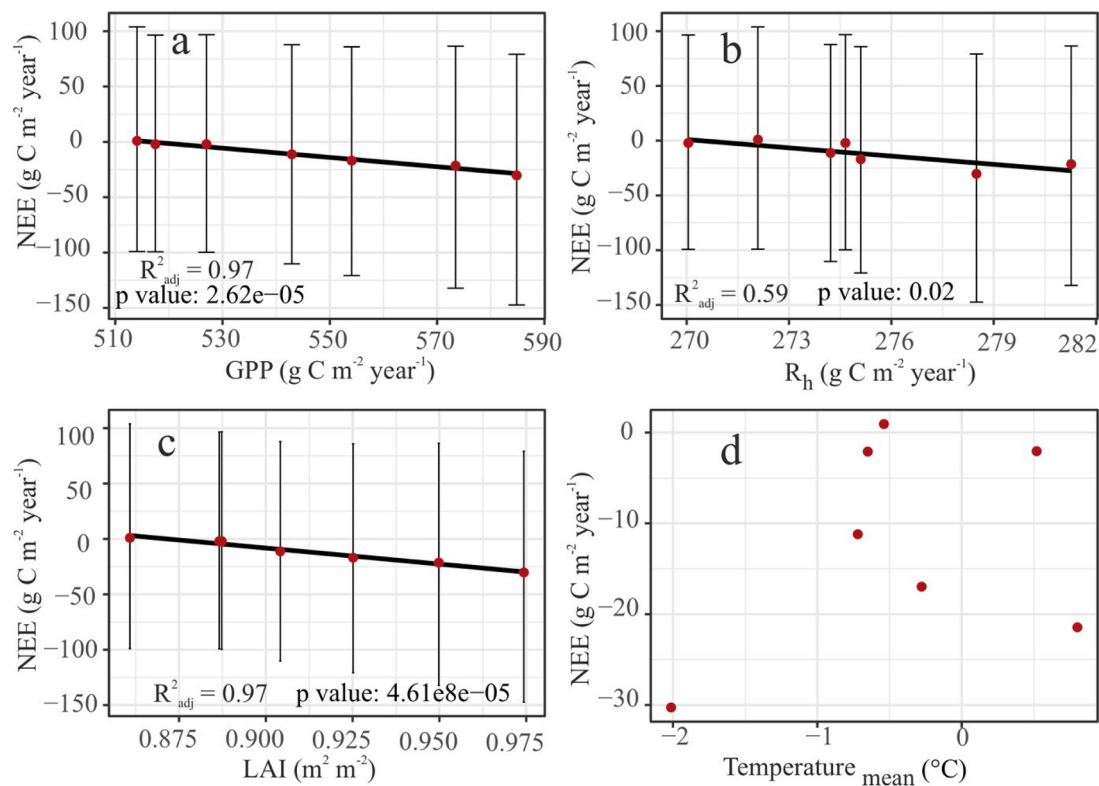 a
NEE (g C m⁻² year⁻¹)
100
50
0
−50
−100
−150
R²adj = 0.97
p value: 2.62e−05
510 530 550 570 590
GPP (g C m⁻² year⁻¹)
b
NEE (g C m⁻² year⁻¹)
100
50
0
−50
−100
−150
R²adj = 0.59 p value: 0.02
270 273 276 279 282
Rh (g C m⁻² year⁻¹)
c
NEE (g C m⁻² year⁻¹)
100
50
0
−50
−100
−150
R²adj = 0.97 p value: 4.61e8e−05
0.875 0.900 0.925 0.950 0.975
LAI (m² m⁻²)
d
NEE (g C m⁻² year⁻¹)
0
−10
−20
−30
−2 −1 0
Temperature mean (°C)